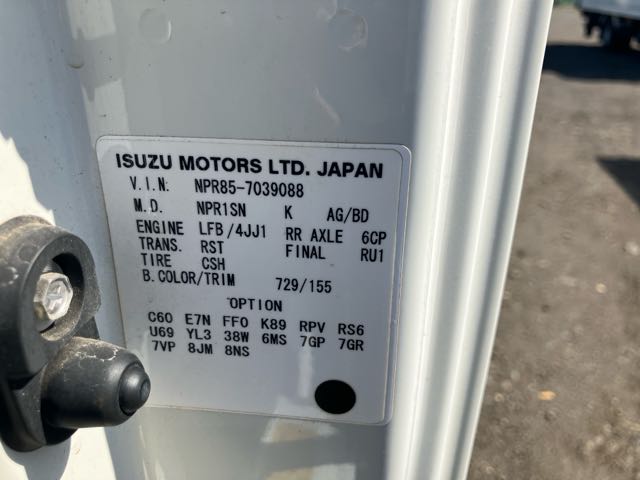 ISUZU MOTORS LTD. JAPAN
V.I.N: NPR85-7039088
M.D. NPR1SN K AG/BD
ENGINE LFB/4JJ1 RR AXLE 6CP
TRANS. RST FINAL RU1
TIRE CSH
B.COLOR/TRIM 729/155
OPTION
C60 E7N FF0 K89 RPV RS6
U69 YL3 38W 6MS 7GP 7GR
7VP 8JM 8NS